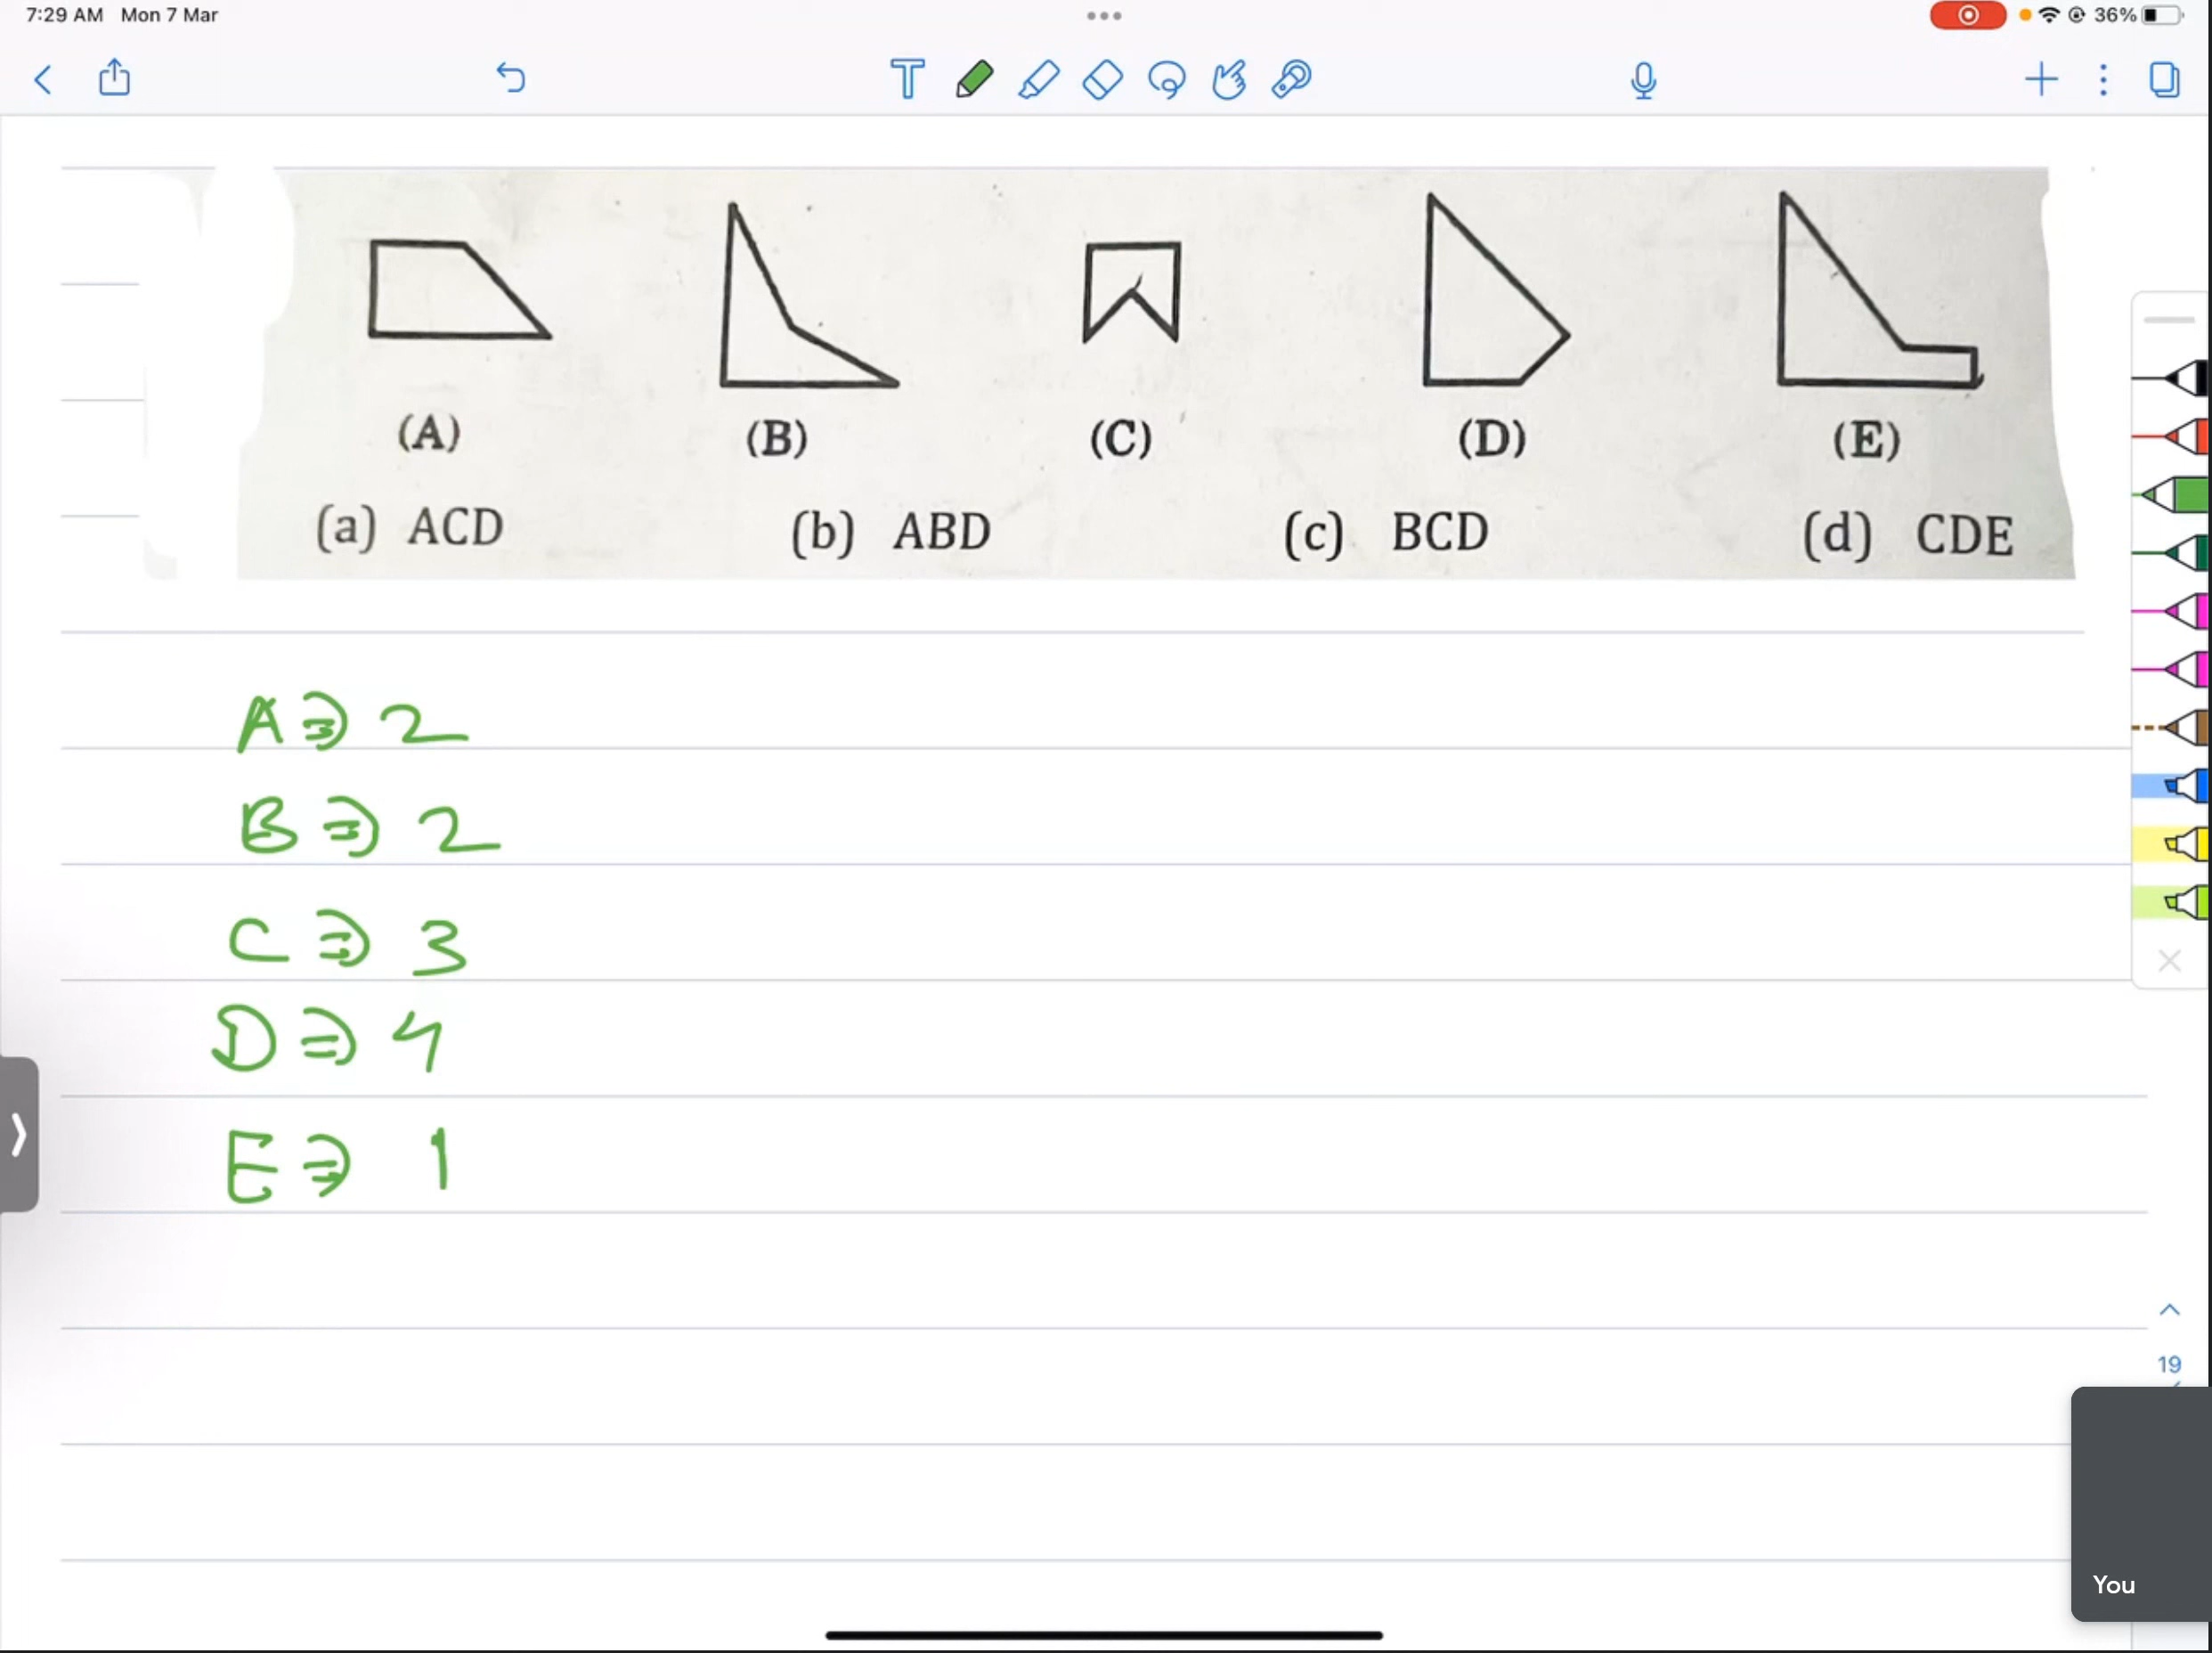 7:29 AM Mon 7 Mar
36%
(A) (B) (C) (D) (E)
(a) ACD (b) ABD (c) BCD (d) CDE
A ⇒ 2
B ⇒ 2
C ⇒ 3
D ⇒ 4
E ⇒ 1
19
You